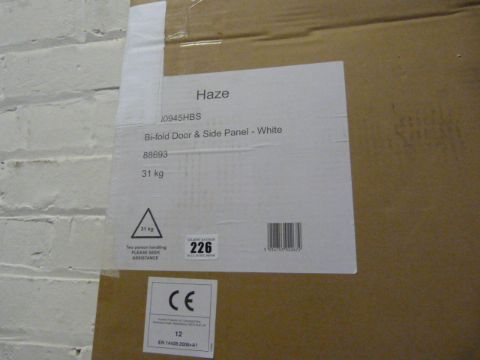 Haze
0945HBS
Bi-fold Door & Side Panel - White
88693
31 kg
31 kg
Two person handling
PLEASE SEEK
ASSISTANCE
226
CE
12
EN 14428:2004+A1